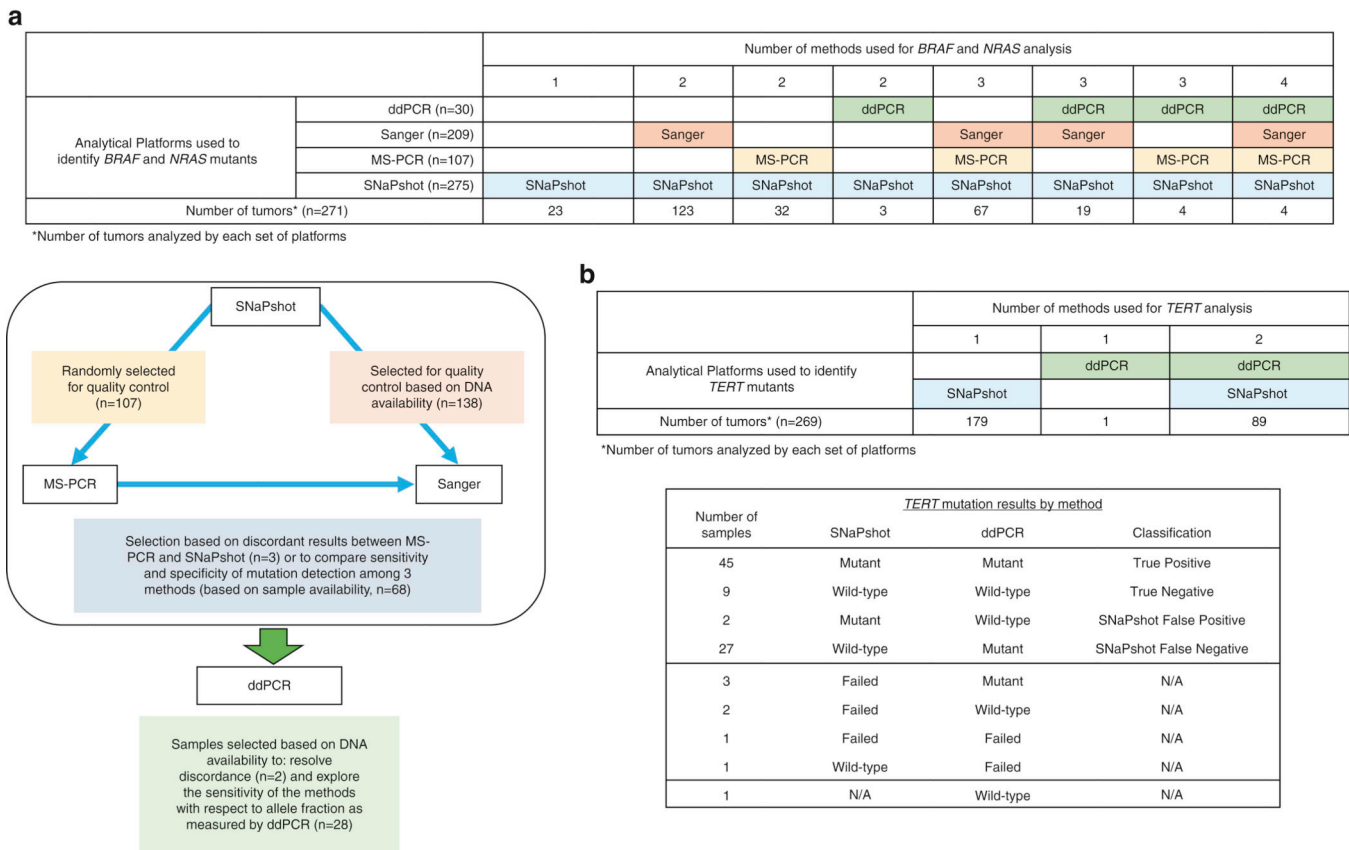 a
Number of methods used for BRAF and NRAS analysis
1 2 2 2 3 3 3 4
Analytical Platforms used to
identify BRAF and NRAS mutants
ddPCR (n=30) ddPCR ddPCR ddPCR ddPCR
Sanger (n=209) Sanger Sanger Sanger Sanger
MS-PCR (n=107) MS-PCR MS-PCR MS-PCR MS-PCR
SNaPshot (n=275) SNaPshot SNaPshot SNaPshot SNaPshot SNaPshot SNaPshot SNaPshot SNaPshot
Number of tumors* (n=271) 23 123 32 3 67 19 4 4
*Number of tumors analyzed by each set of platforms
SNaPshot
Randomly selected
for quality control
(n=107)
Selected for quality
control based on DNA
availability (n=138)
MS-PCR
Sanger
Selection based on discordant results between MS-
PCR and SNaPshot (n=3) or to compare sensitivity
and specificity of mutation detection among 3
methods (based on sample availability, n=68)
ddPCR
Samples selected based on DNA
availability to: resolve
discordance (n=2) and explore
the sensitivity of the methods
with respect to allele fraction as
measured by ddPCR (n=28)
b
Number of methods used for TERT analysis
1 1 2
Analytical Platforms used to identify
TERT mutants
ddPCR ddPCR
SNaPshot SNaPshot
Number of tumors* (n=269) 179 1 89
*Number of tumors analyzed by each set of platforms
TERT mutation results by method
Number of
samples
SNaPshot ddPCR Classification
45 Mutant Mutant True Positive
9 Wild-type Wild-type True Negative
2 Mutant Wild-type SNaPshot False Positive
27 Wild-type Mutant SNaPshot False Negative
3 Failed Mutant N/A
2 Failed Wild-type N/A
1 Failed Failed N/A
1 Wild-type Failed N/A
1 N/A Wild-type N/A